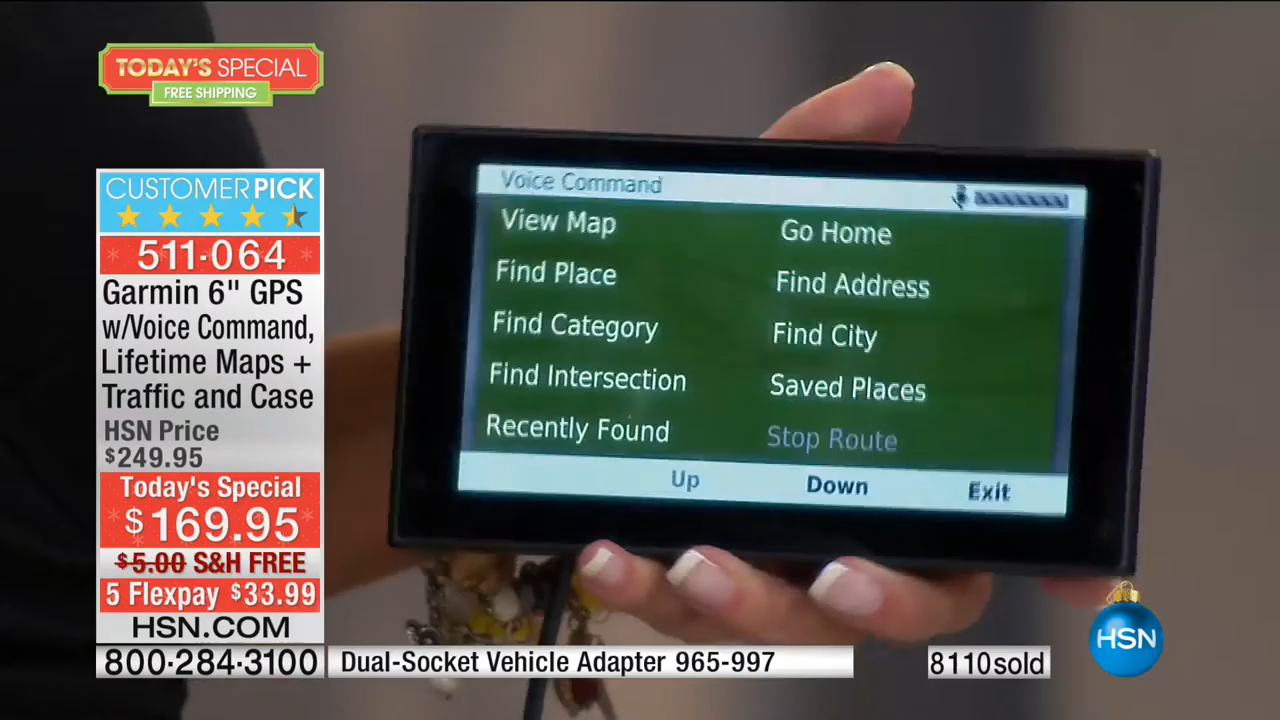 TODAY'S SPECIAL
FREE SHIPPING
CUSTOMER PICK
511·064
Garmin 6" GPS
w/Voice Command,
Lifetime Maps +
Traffic and Case
HSN Price
$249.95
Today's Special
$169.95
$5.00 S&H FREE
5 Flexpay $33.99
HSN.COM
800·284·3100
Dual-Socket Vehicle Adapter 965-997
8110 sold
HSN
Voice Command
View Map
Go Home
Find Place
Find Address
Find Category
Find City
Find Intersection
Saved Places
Recently Found
Stop Route
Up
Down
Exit